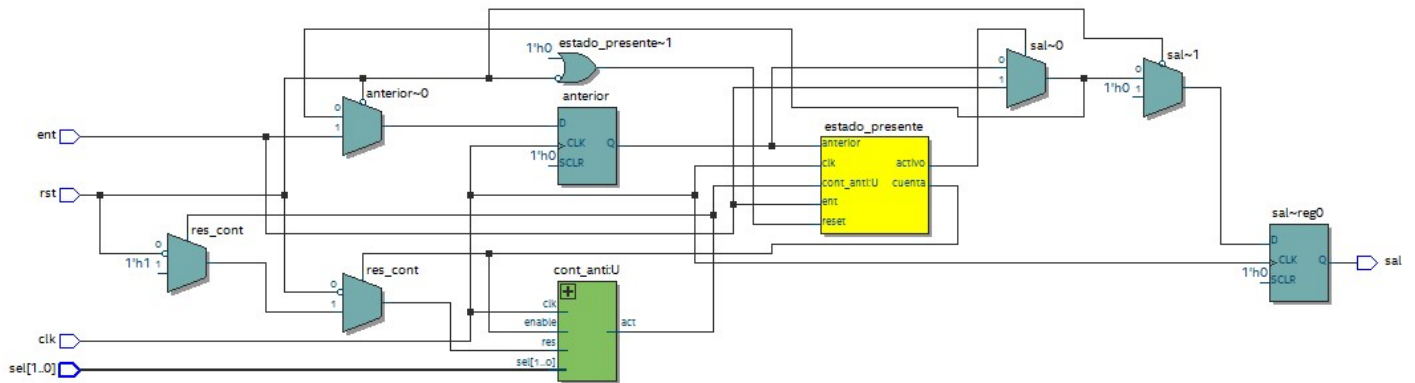 estado_presente~1
1'h0
sal~0
0
1
sal~1
0
1'h0
1
anterior~0
0
1
anterior
D
CLK
1'h0
SCLR
Q
ent
estado_presente
anterior
clk
cont_anti:U
ent
reset
activo
cuenta
rst
res_cont
0
1'h1
1
res_cont
0
1
sal~reg0
D
CLK
1'h0
SCLR
Q
sal
cont_anti:U
clk
enable
res
sel[1..0]
act
clk
sel[1..0]